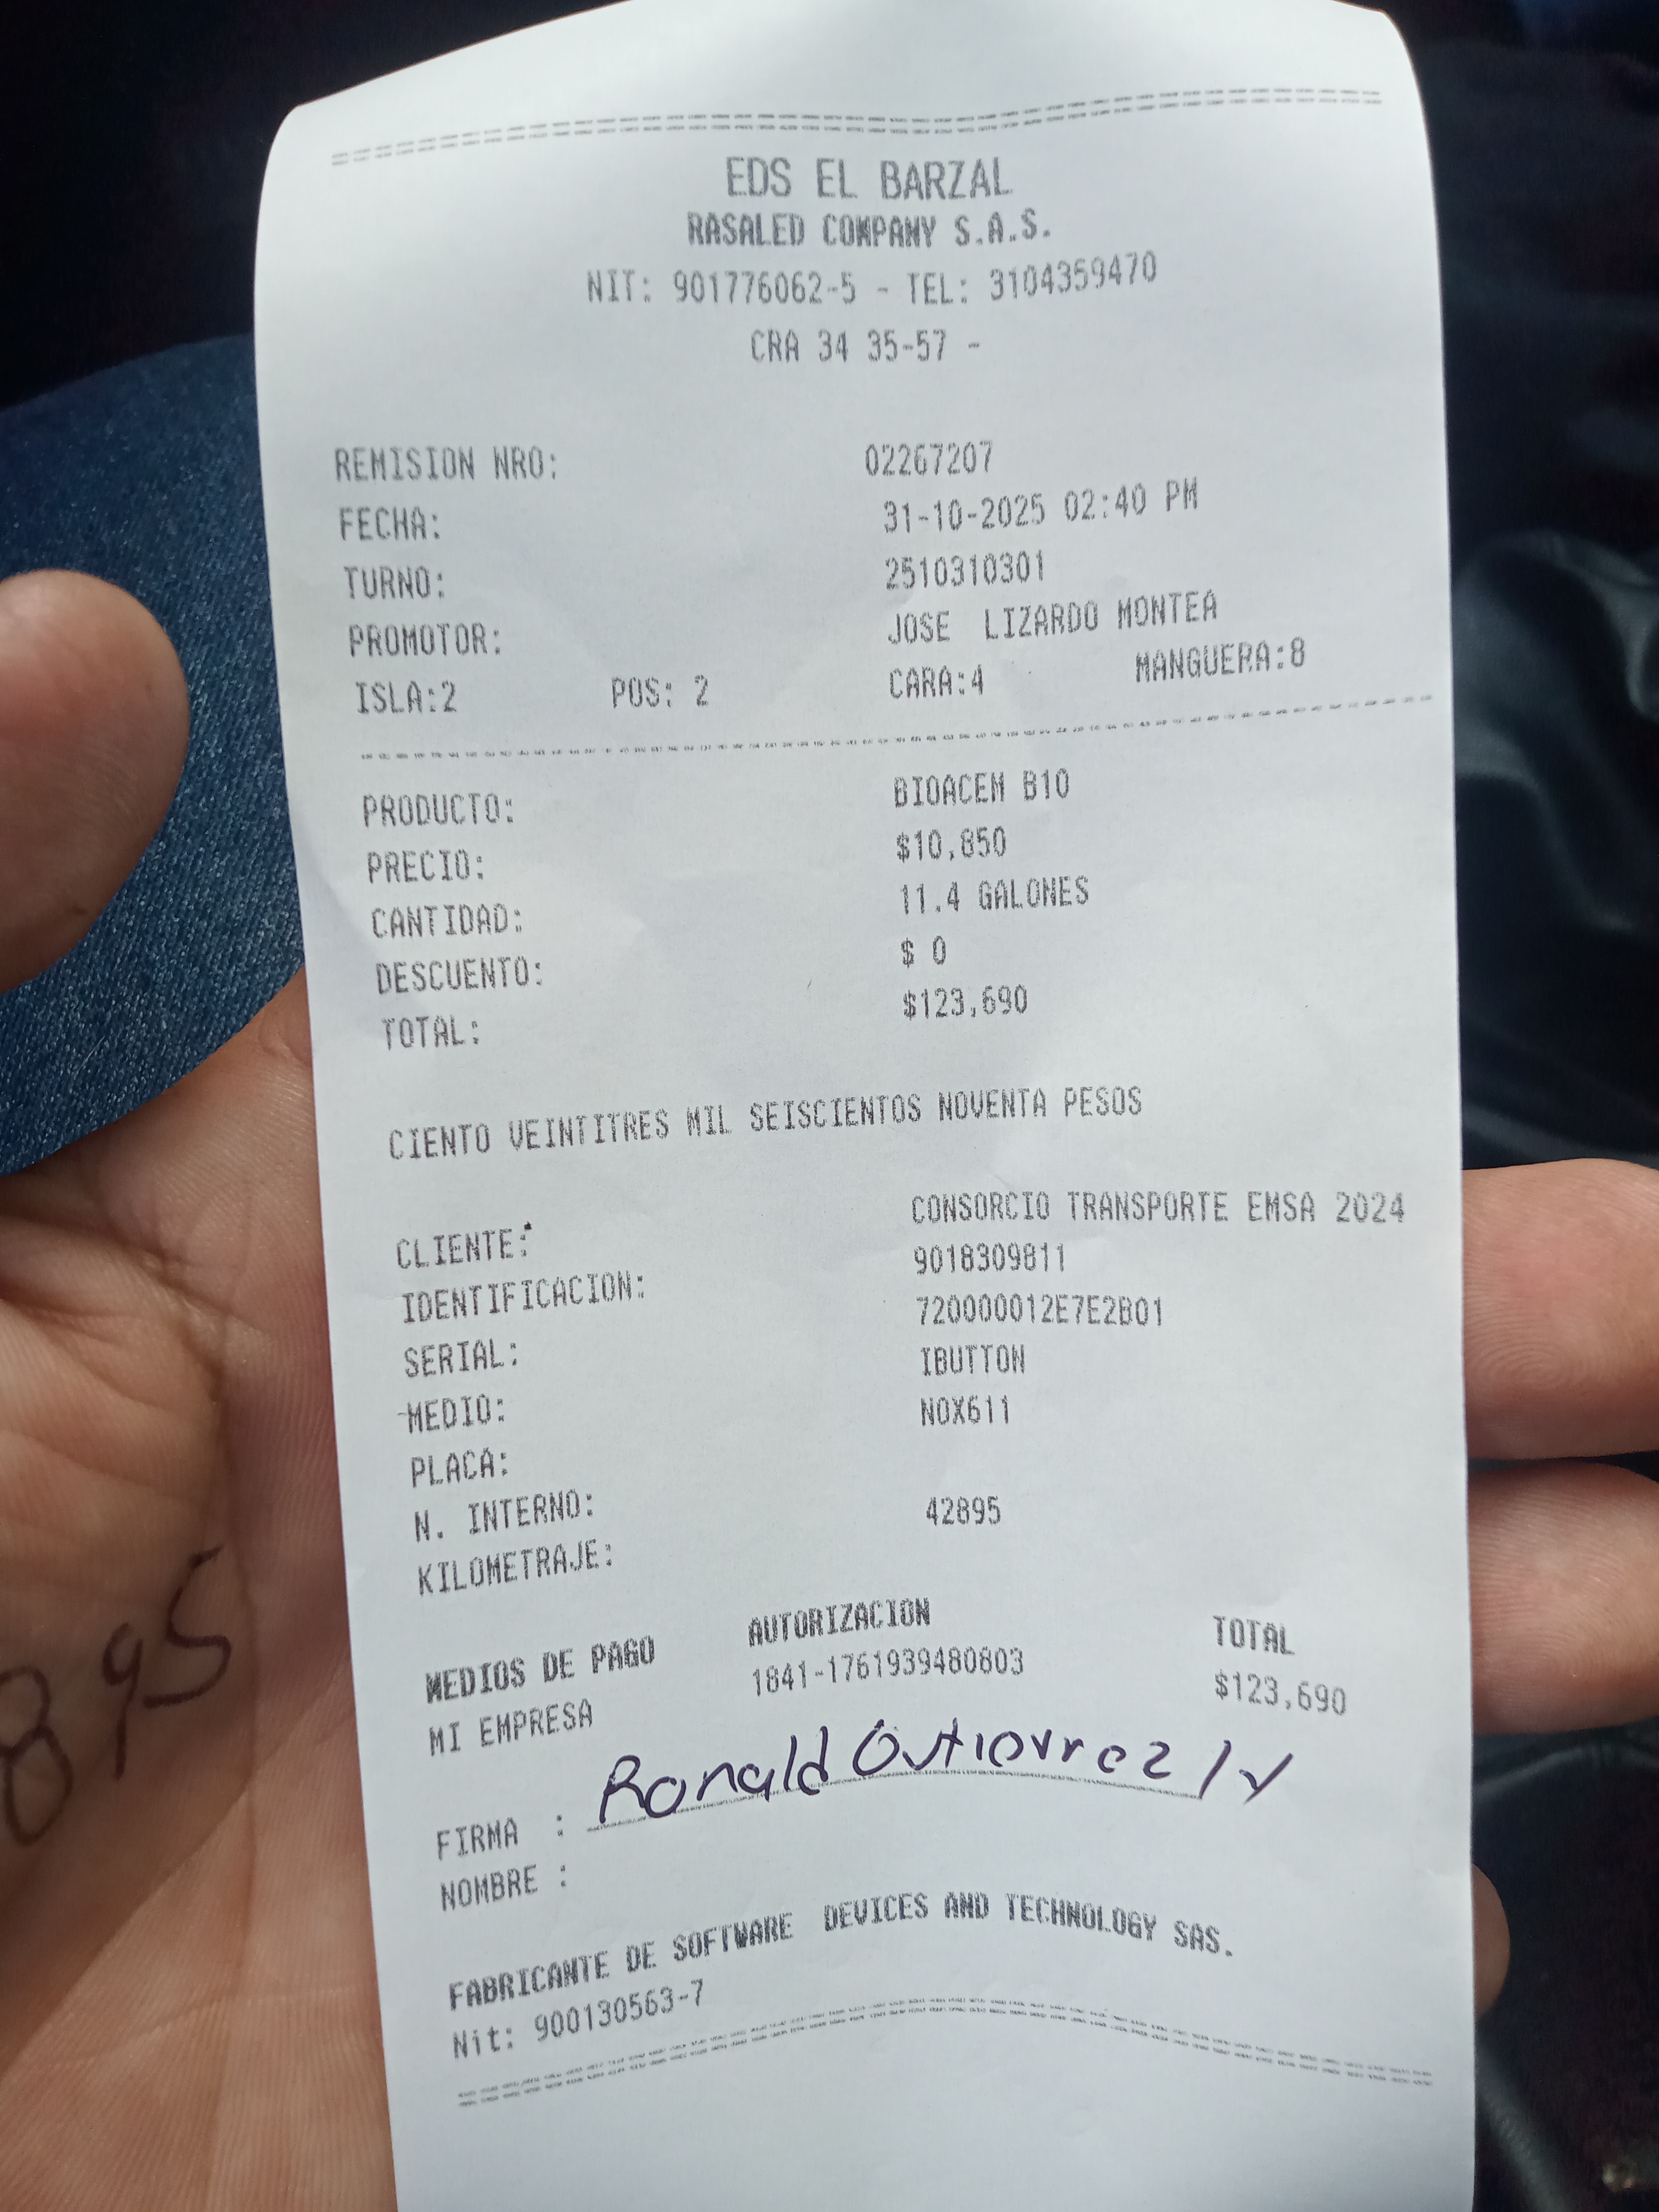 EDS EL BARZAL
RASALED COMPANY S.A.S.
NIT: 901776062-5 - TEL: 3104359470
CRA 34 35-57 -
REMISION NRO: 02267207
FECHA: 31-10-2025 02:40 PM
TURNO: 2510310301
PROMOTOR: JOSE LIZARDO MONTEA
ISLA:2 POS: 2 CARA:4 MANGUERA:8
PRODUCTO: BIOACEM B10
PRECIO: $10,850
CANTIDAD: 11.4 GALONES
DESCUENTO: $ 0
TOTAL: $123,690
CIENTO VEINTITRES MIL SEISCIENTOS NOVENTA PESOS
CLIENTE: CONSORCIO TRANSPORTE EMSA 2024
IDENTIFICACION: 9018309811
SERIAL: 720000012E7E2B01
MEDIO: IBUTTON
PLACA: NOX611
N. INTERNO:
KILOMETRAJE: 42895
MEDIOS DE PAGO AUTORIZACION TOTAL
MI EMPRESA 1841-1761939480803 $123,690
FIRMA : Ronald Gutierrez
NOMBRE :
FABRICANTE DE SOFTWARE DEVICES AND TECHNOLOGY SAS.
Nit: 900130563-7
895